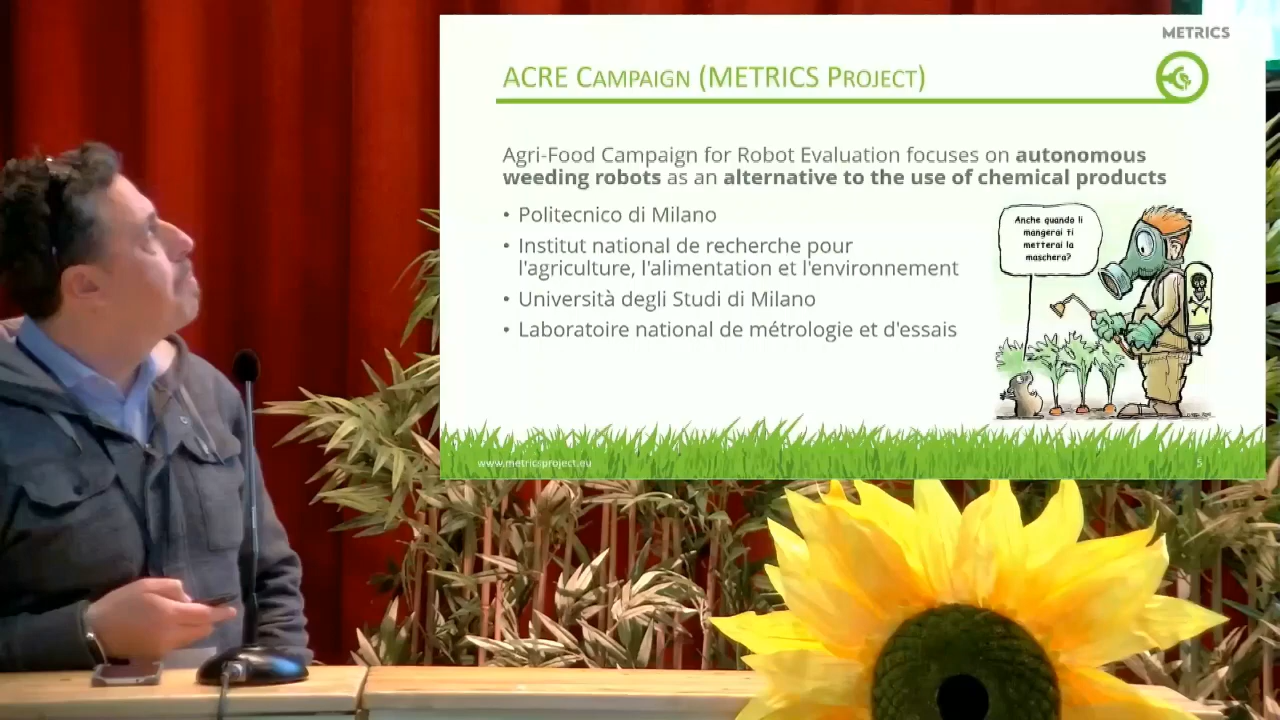 METRICS
ACRE CAMPAIGN (METRICS PROJECT)
Agri-Food Campaign for Robot Evaluation focuses on autonomous
weeding robots as an alternative to the use of chemical products
• Politecnico di Milano
• Institut national de recherche pour
l'agriculture, l'alimentation et l'environnement
• Università degli Studi di Milano
• Laboratoire national de métrologie et d'essais
Anche quando li
mangerai ti
metterai la
maschera?
www.metricsproject.eu
5